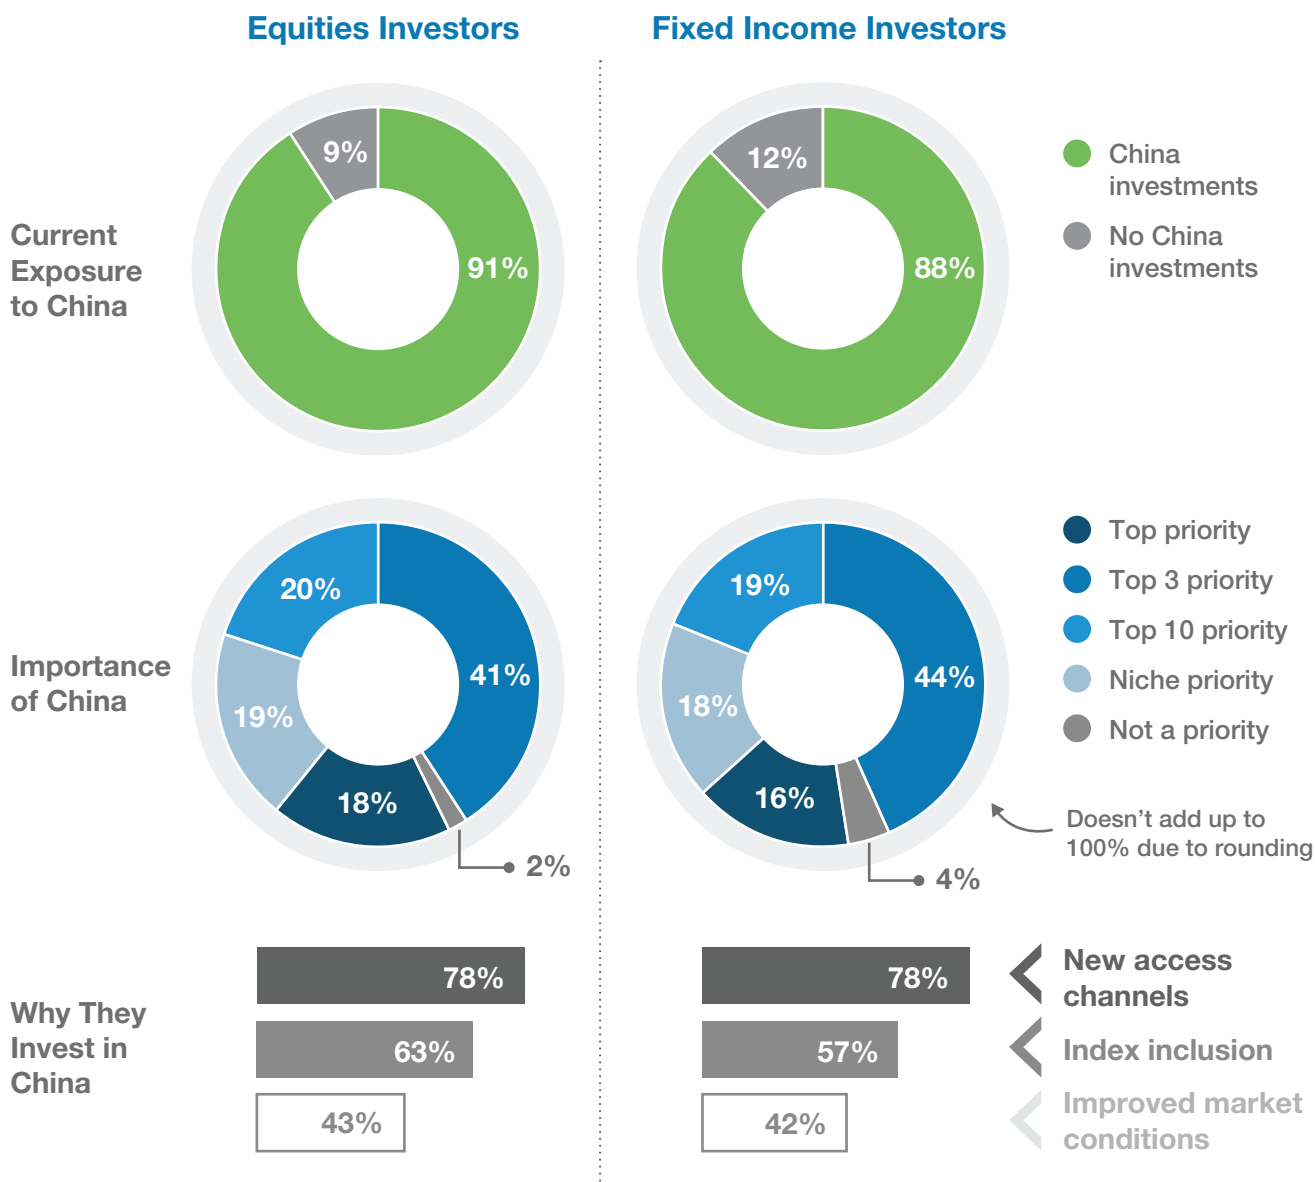 Equities Investors
Fixed Income Investors
Current
Exposure
to China
9%
91%
12%
88%
China
investments
No China
investments
Importance
of China
20%
41%
19%
18%
2%
19%
44%
18%
16%
4%
Top priority
Top 3 priority
Top 10 priority
Niche priority
Not a priority
Doesn’t add up to
100% due to rounding
Why They
Invest in
China
78%
63%
43%
78%
57%
42%
New access
channels
Index inclusion
Improved market
conditions